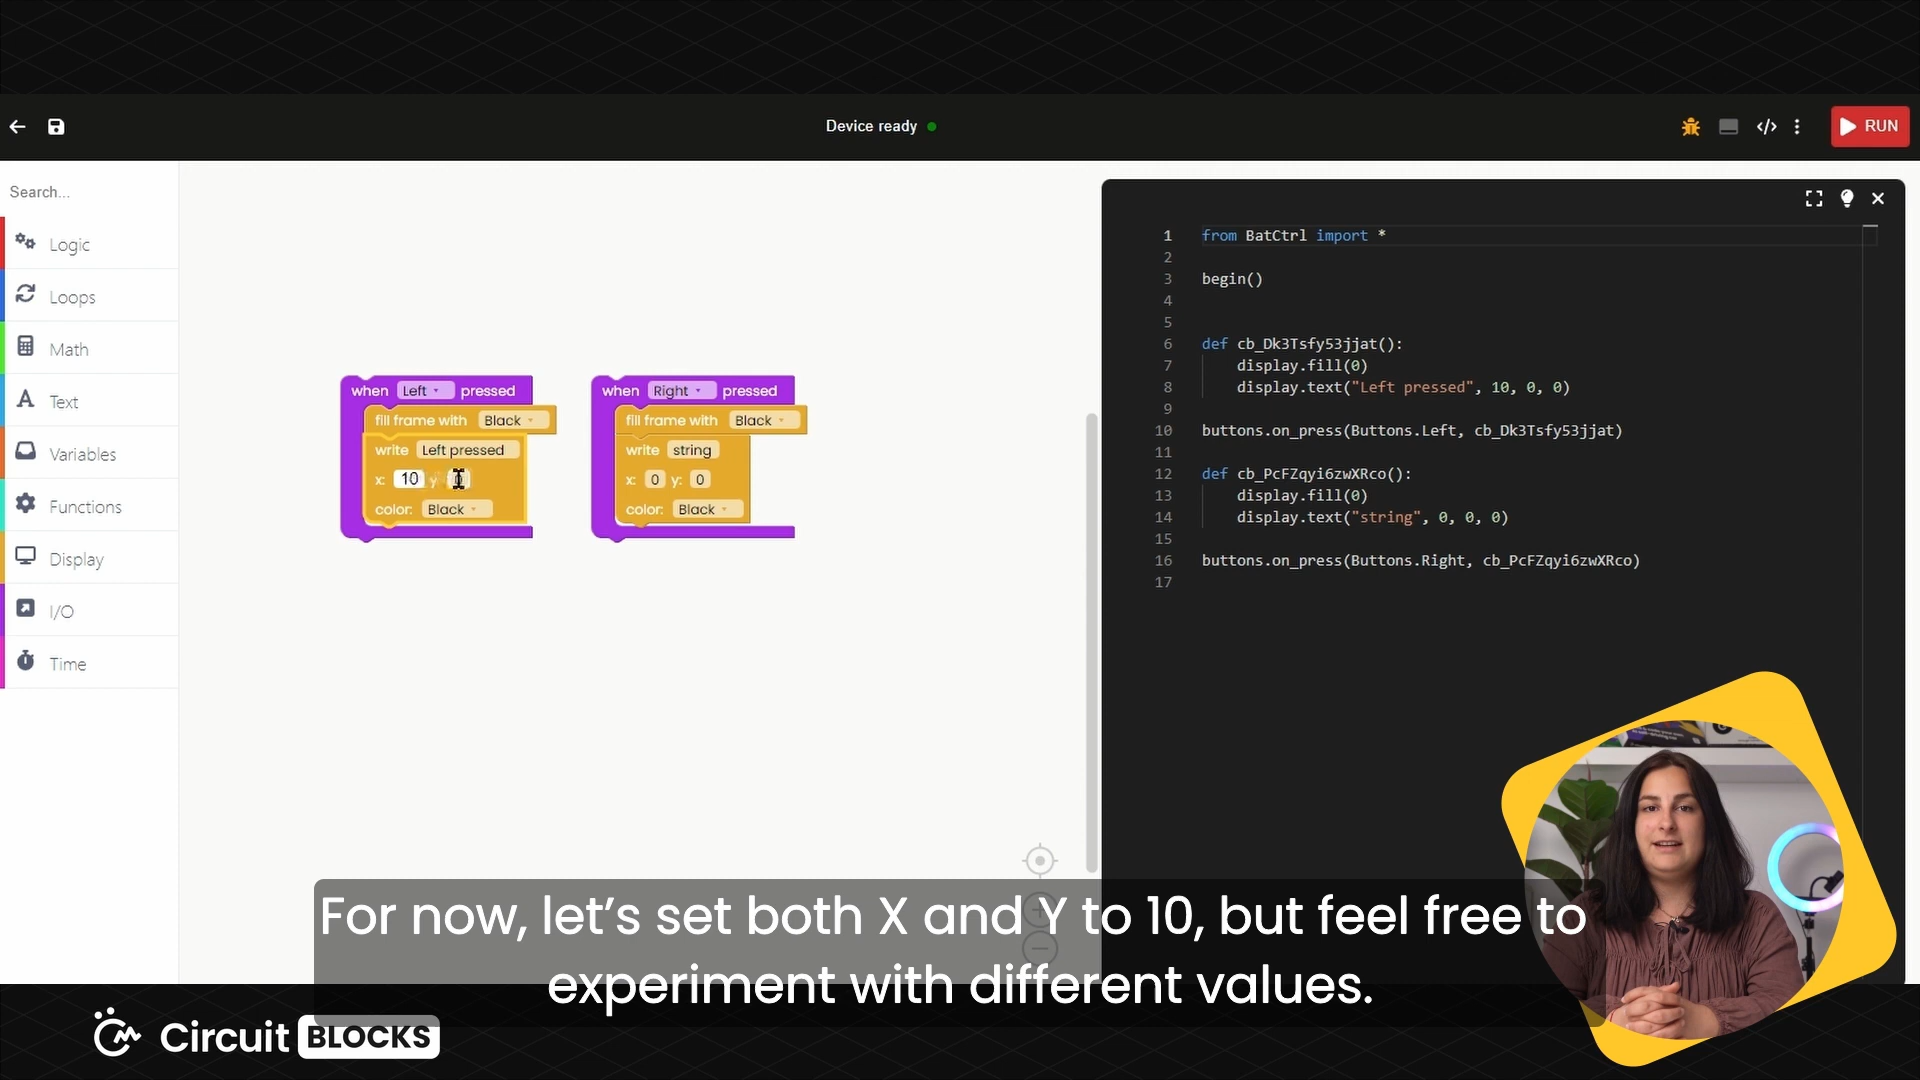 Device ready
RUN
Search...
Logic
Loops
Math
Text
Variables
Functions
Display
I/O
Time
when Left pressed
fill frame with Black
write Left pressed
x: 10 y
color: Black
when Right pressed
fill frame with Black
write string
x: 0 y: 0
color: Black
1 from BatCtrl import *
2
3 begin()
4
5
6 def cb_Dk3Tsfy53jjat():
7 display.fill(0)
8 display.text("Left pressed", 10, 0, 0)
9
10 buttons.on_press(Buttons.Left, cb_Dk3Tsfy53jjat)
11
12 def cb_PcFZqyi6zwXRco():
13 display.fill(0)
14 display.text("string", 0, 0, 0)
15
16 buttons.on_press(Buttons.Right, cb_PcFZqyi6zwXRco)
17
For now, let’s set both X and Y to 10, but feel free to
experiment with different values.
Circuit BLOCKS